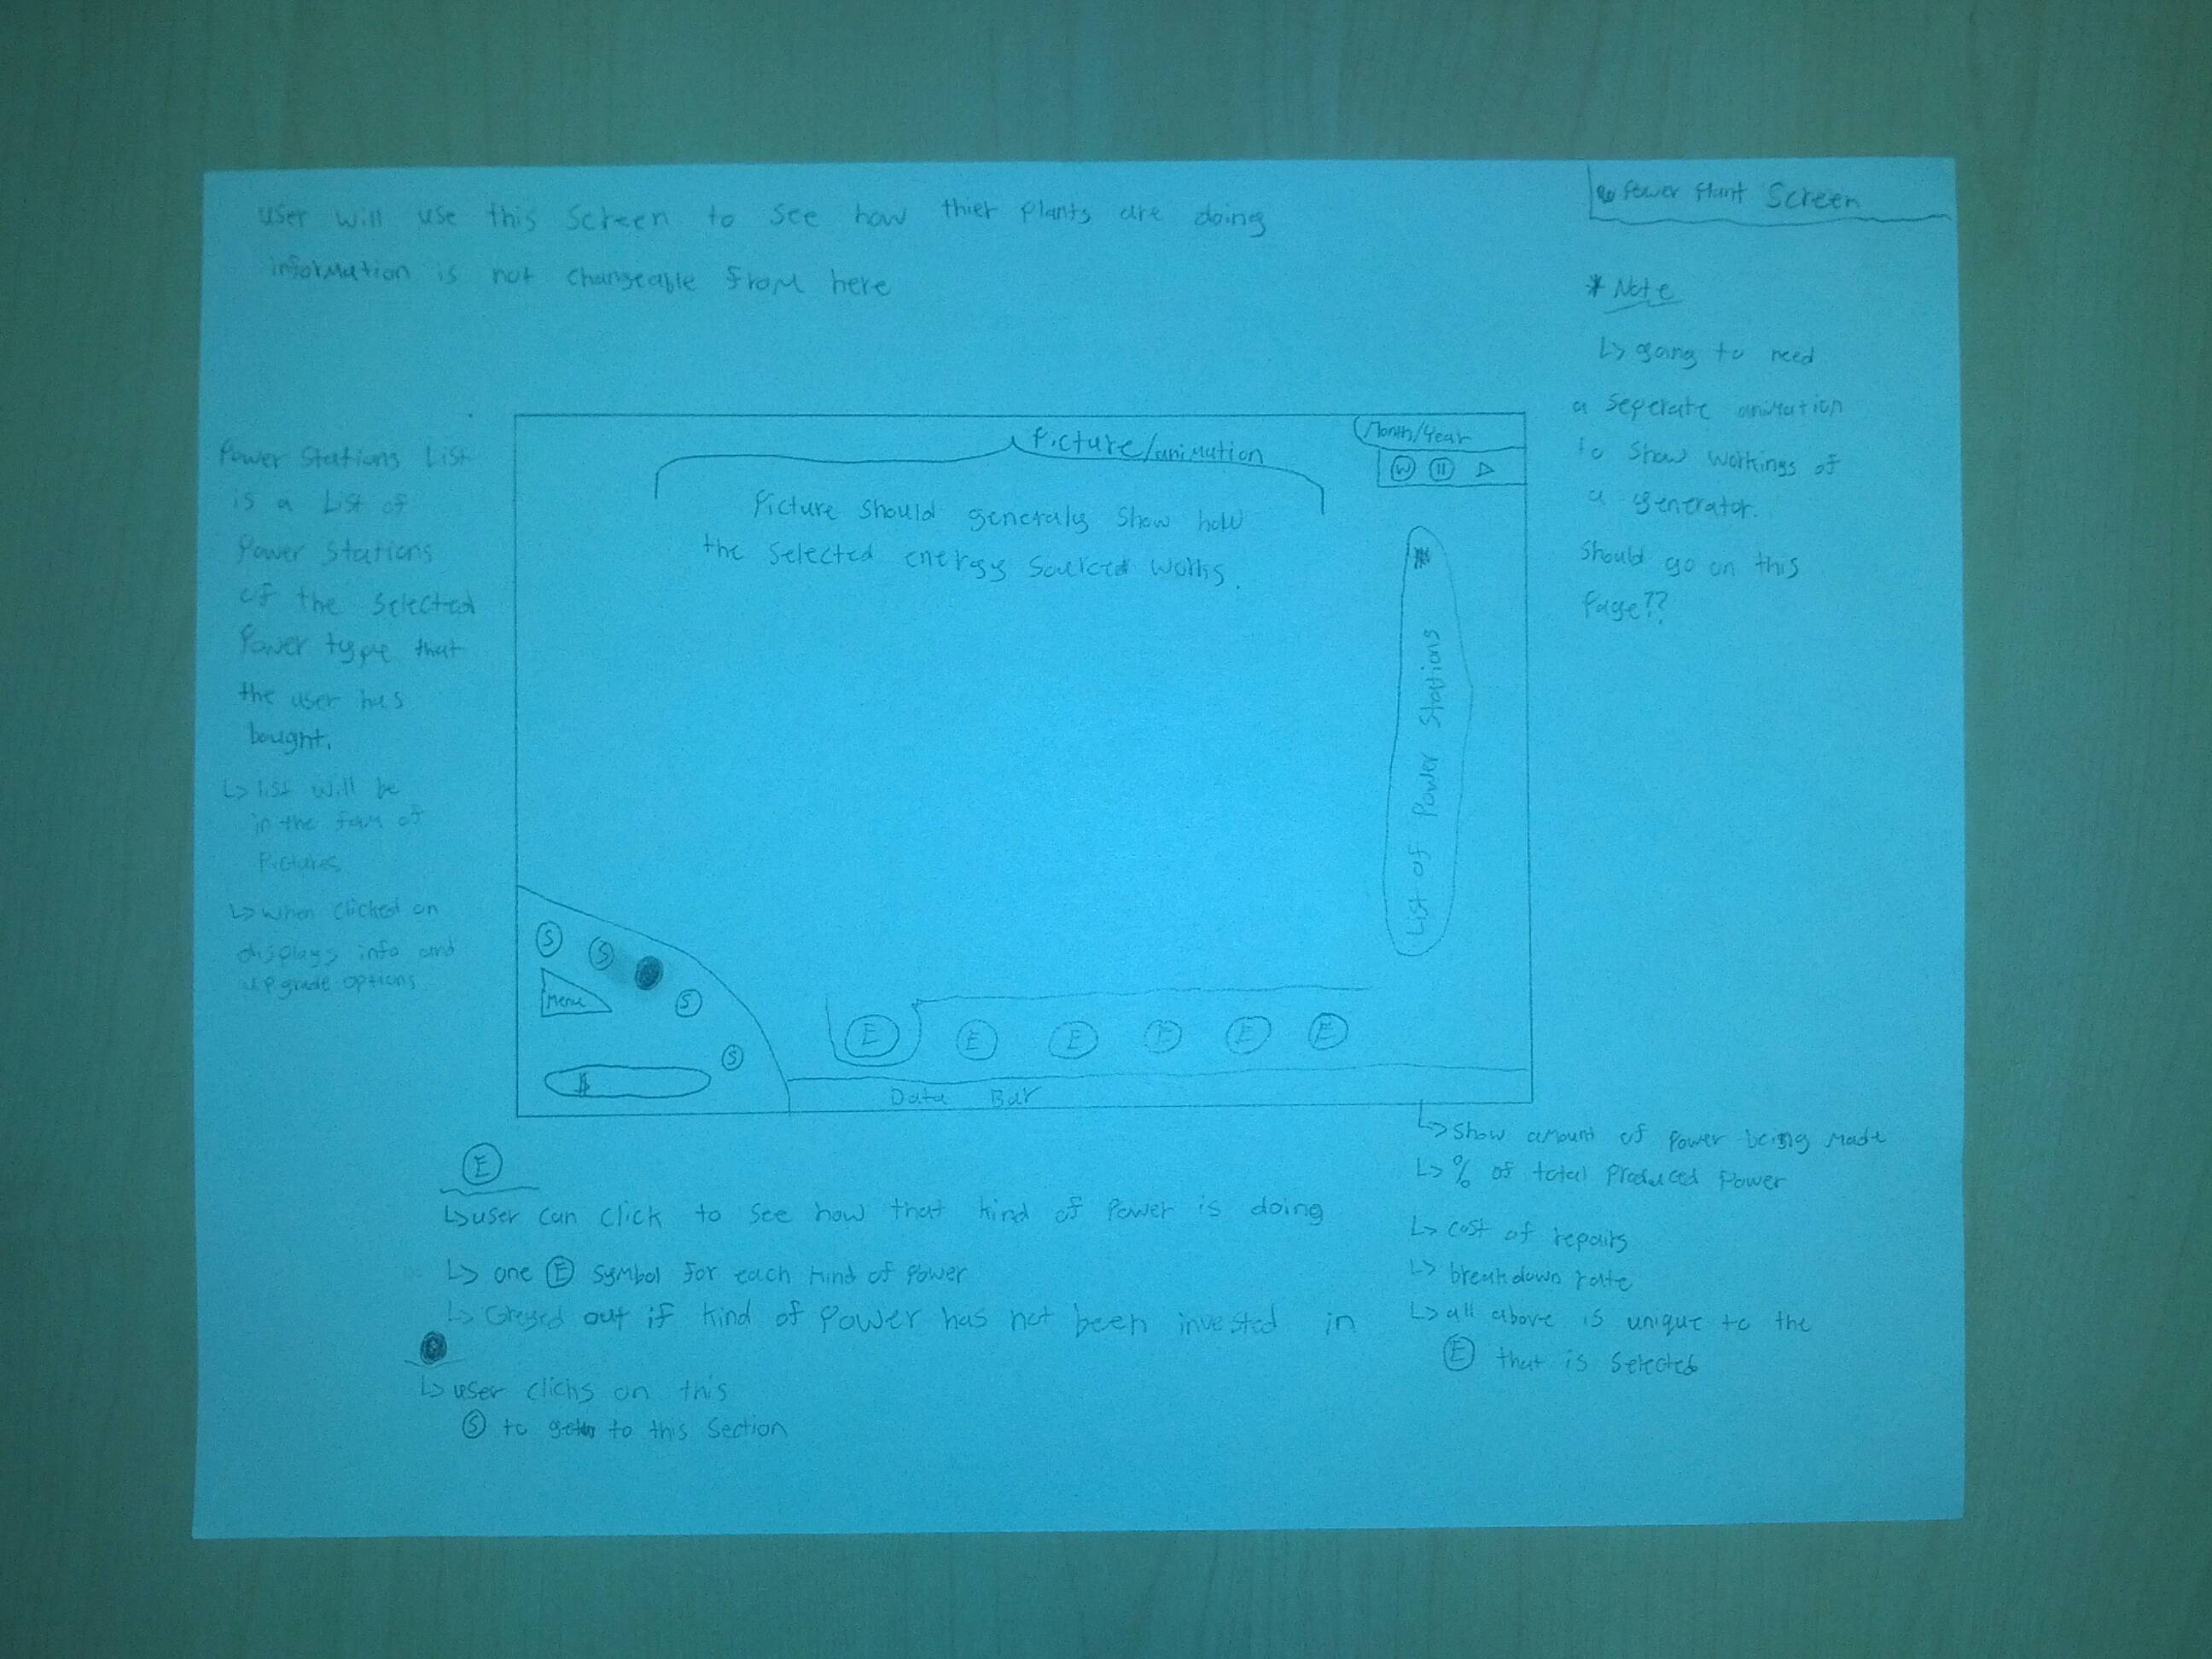 Power Plant Screen
user will use this Screen to see how thier plants are doing
information is not changeable from here
* Note
↳ going to need
a seperate animation
to show workings of
a generator.
Should go on this
Page??
Power Stations List
is a List of
Power Stations
of the selected
Power type that
the user has
bought.
↳ list will be
in the form of
Pictures
↳ when clicked on
displays info and
upgrade options
Picture/animation
Picture should generaly show how
the selected energy sourced works.
Month/Year
W
List of Power Stations
S
S
S
Menu
S
$
E E E E E E
Data Bar
E
↳ user can click to see how that kind of Power is doing
↳ one E symbol for each kind of Power
↳ Greyed out if kind of Power has not been invested in
↳ user clicks on this
S to get to this section
↳ Show amount of Power being made
↳ % of total Produced Power
↳ cost of repairs
↳ breakdown rate
↳ all above is unique to the
E that is selected